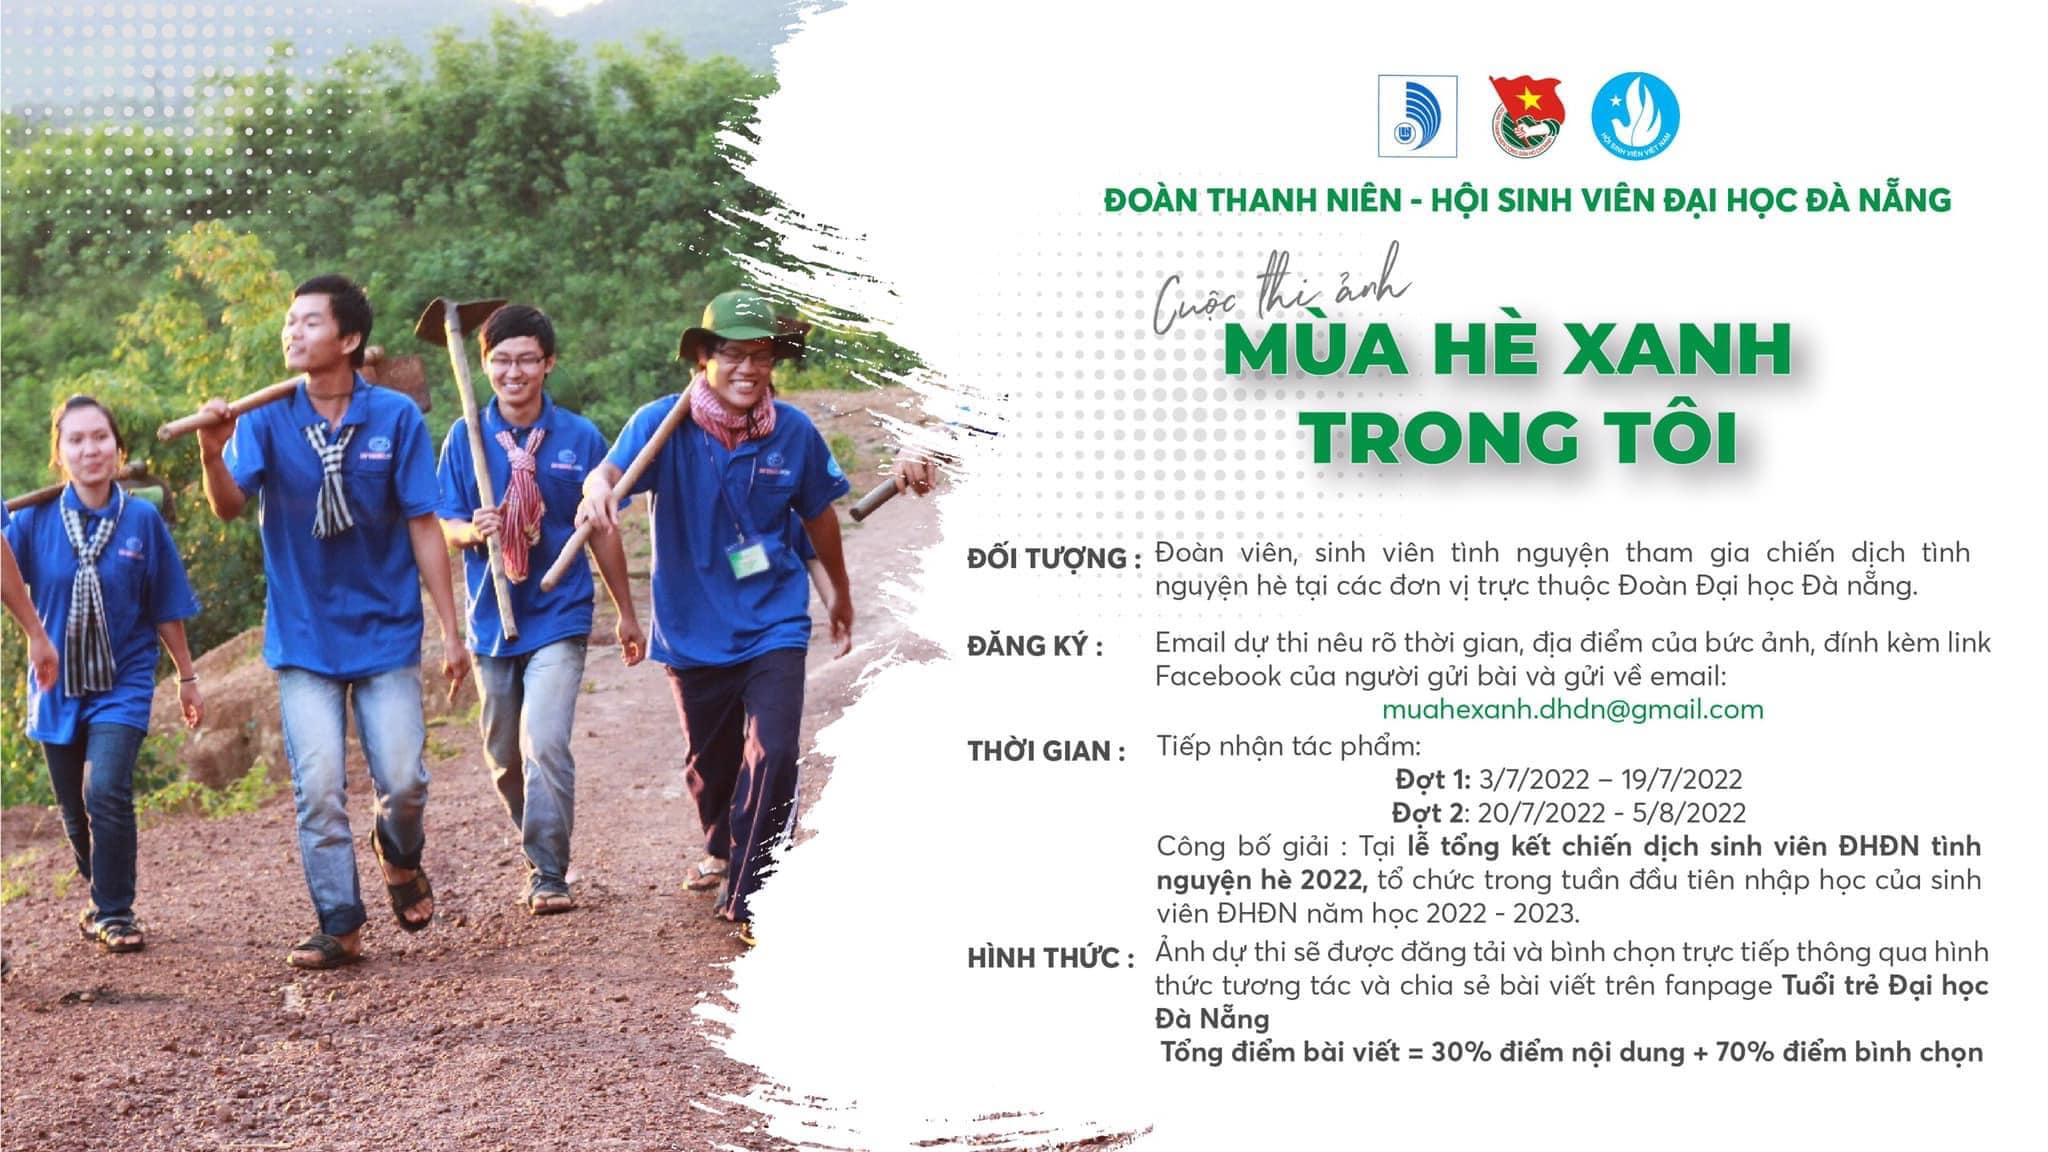 HỘI SINH VIÊN VIỆT NAM
ĐOÀN THANH NIÊN - HỘI SINH VIÊN ĐẠI HỌC ĐÀ NẴNG
Cuộc thi ảnh
MÙA HÈ XANH
TRONG TÔI
ĐỐI TƯỢNG : Đoàn viên, sinh viên tình nguyện tham gia chiến dịch tình
nguyện hè tại các đơn vị trực thuộc Đoàn Đại học Đà nẵng.
ĐĂNG KÝ : Email dự thi nêu rõ thời gian, địa điểm của bức ảnh, đính kèm link
Facebook của người gửi bài và gửi về email:
muahexanh.dhdn@gmail.com
THỜI GIAN : Tiếp nhận tác phẩm:
Đợt 1: 3/7/2022 – 19/7/2022
Đợt 2: 20/7/2022 - 5/8/2022
Công bố giải : Tại lễ tổng kết chiến dịch sinh viên ĐHĐN tình
nguyện hè 2022, tổ chức trong tuần đầu tiên nhập học của sinh
viên ĐHĐN năm học 2022 - 2023.
HÌNH THỨC : Ảnh dự thi sẽ được đăng tải và bình chọn trực tiếp thông qua hình
thức tương tác và chia sẻ bài viết trên fanpage Tuổi trẻ Đại học
Đà Nẵng
Tổng điểm bài viết = 30% điểm nội dung + 70% điểm bình chọn